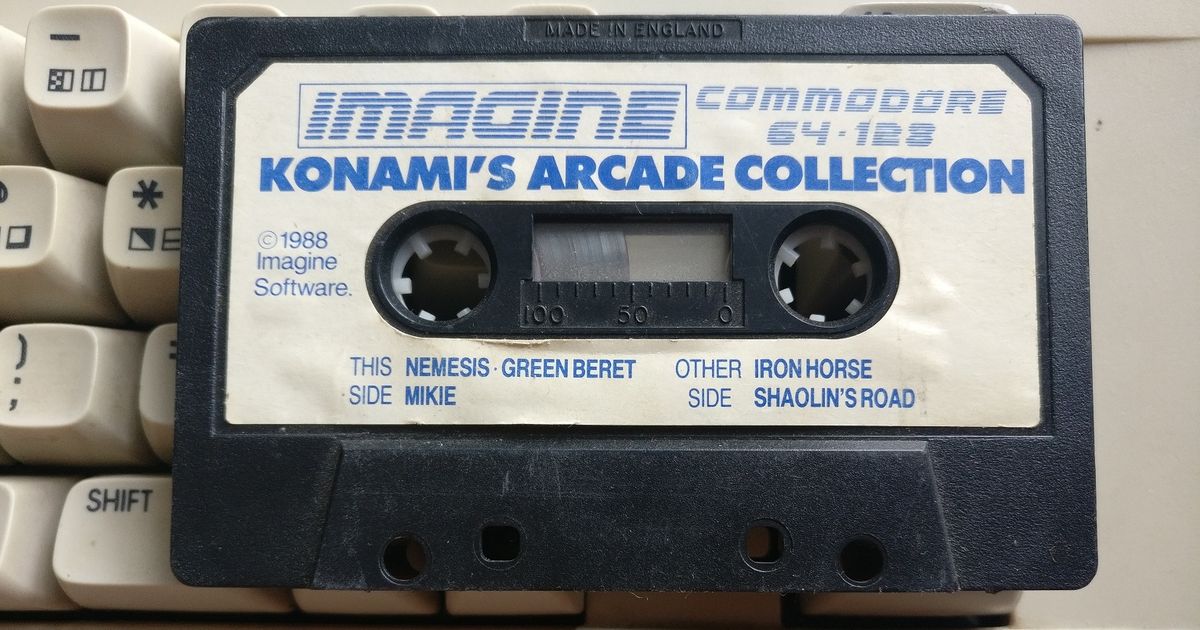 MADE IN ENGLAND
IMAGINE COMMODORE
64·128
KONAMI'S ARCADE COLLECTION
©1988
Imagine
Software.
100 50 0
THIS NEMESIS·GREEN BERET OTHER IRON HORSE
SIDE MIKIE SIDE SHAOLIN'S ROAD
*
)
;
SHIFT